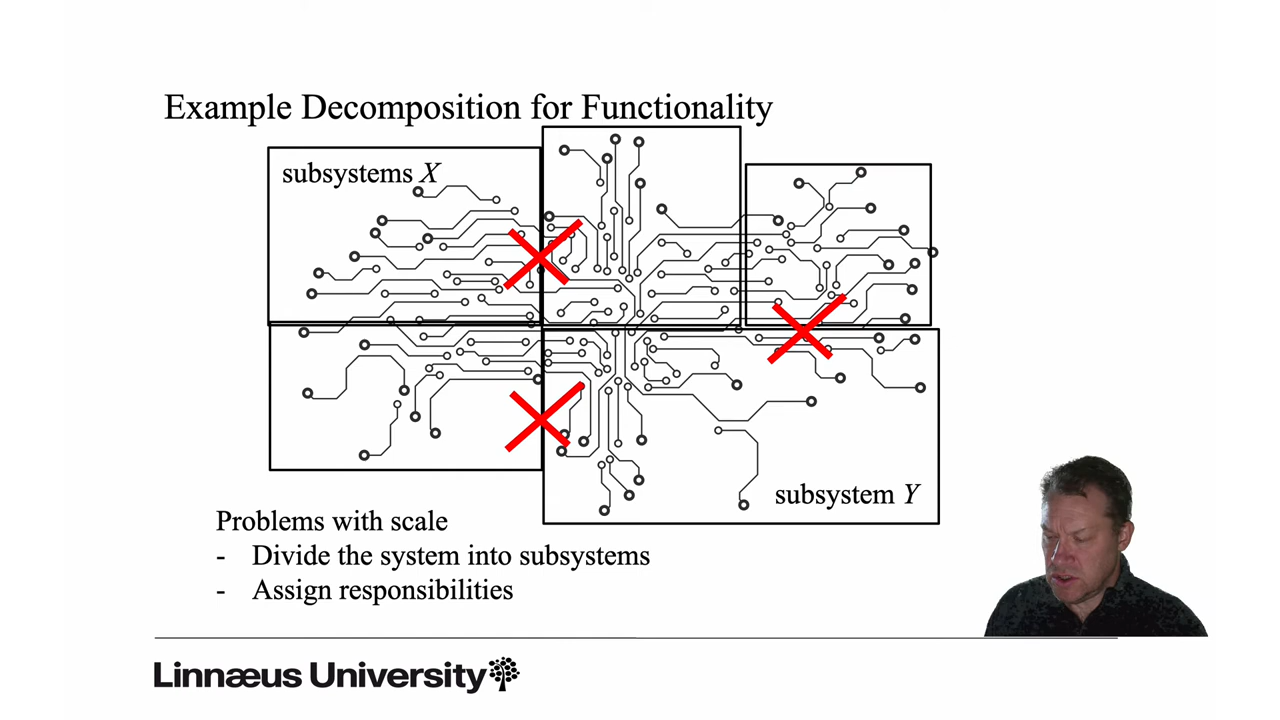 Example Decomposition for Functionality
subsystems X
subsystem Y
Problems with scale
- Divide the system into subsystems
- Assign responsibilities
Linnæus University